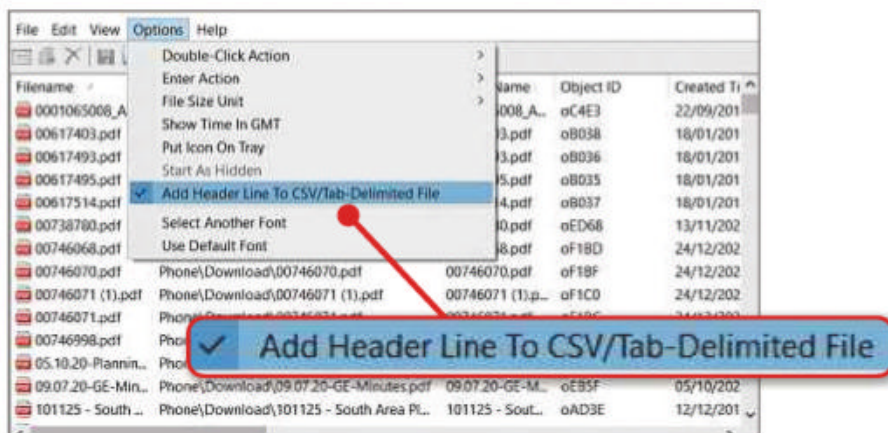 File Edit View Options Help
Double-Click Action
Enter Action
File Size Unit
Show Time In GMT
Put Icon On Tray
Start As Hidden
Add Header Line To CSV/Tab-Delimited File
Select Another Font
Use Default Font
Filename Name Object ID Created Ti
0001065008_A 5008_A... oC4E3 22/09/201
00617403.pdf 3.pdf oB038 18/01/201
00617493.pdf 3.pdf oB036 18/01/201
00617495.pdf 5.pdf oB035 18/01/201
00617514.pdf 4.pdf oB037 18/01/201
00738780.pdf 0.pdf oED68 13/11/202
00746068.pdf 8.pdf oF1BD 24/12/202
00746070.pdf Phone\Download\00746070.pdf 00746070.pdf oF1BF 24/12/202
00746071 (1).pdf Phone\Download\00746071 (1).pdf 00746071 (1).p... oF1C0 24/12/202
00746071.pdf
00746998.pdf Pho
Add Header Line To CSV/Tab-Delimited File
05.10.20-Plannin... Pho
09.07.20-GE-Min... Phone\Download\09.07.20-GE-Minutes.pdf 09.07.20-GE-M... oEB5F 05/10/202
101125 - South ... Phone\Download\101125 - South Area Pl... 101125 - Sout... oAD3E 12/12/201